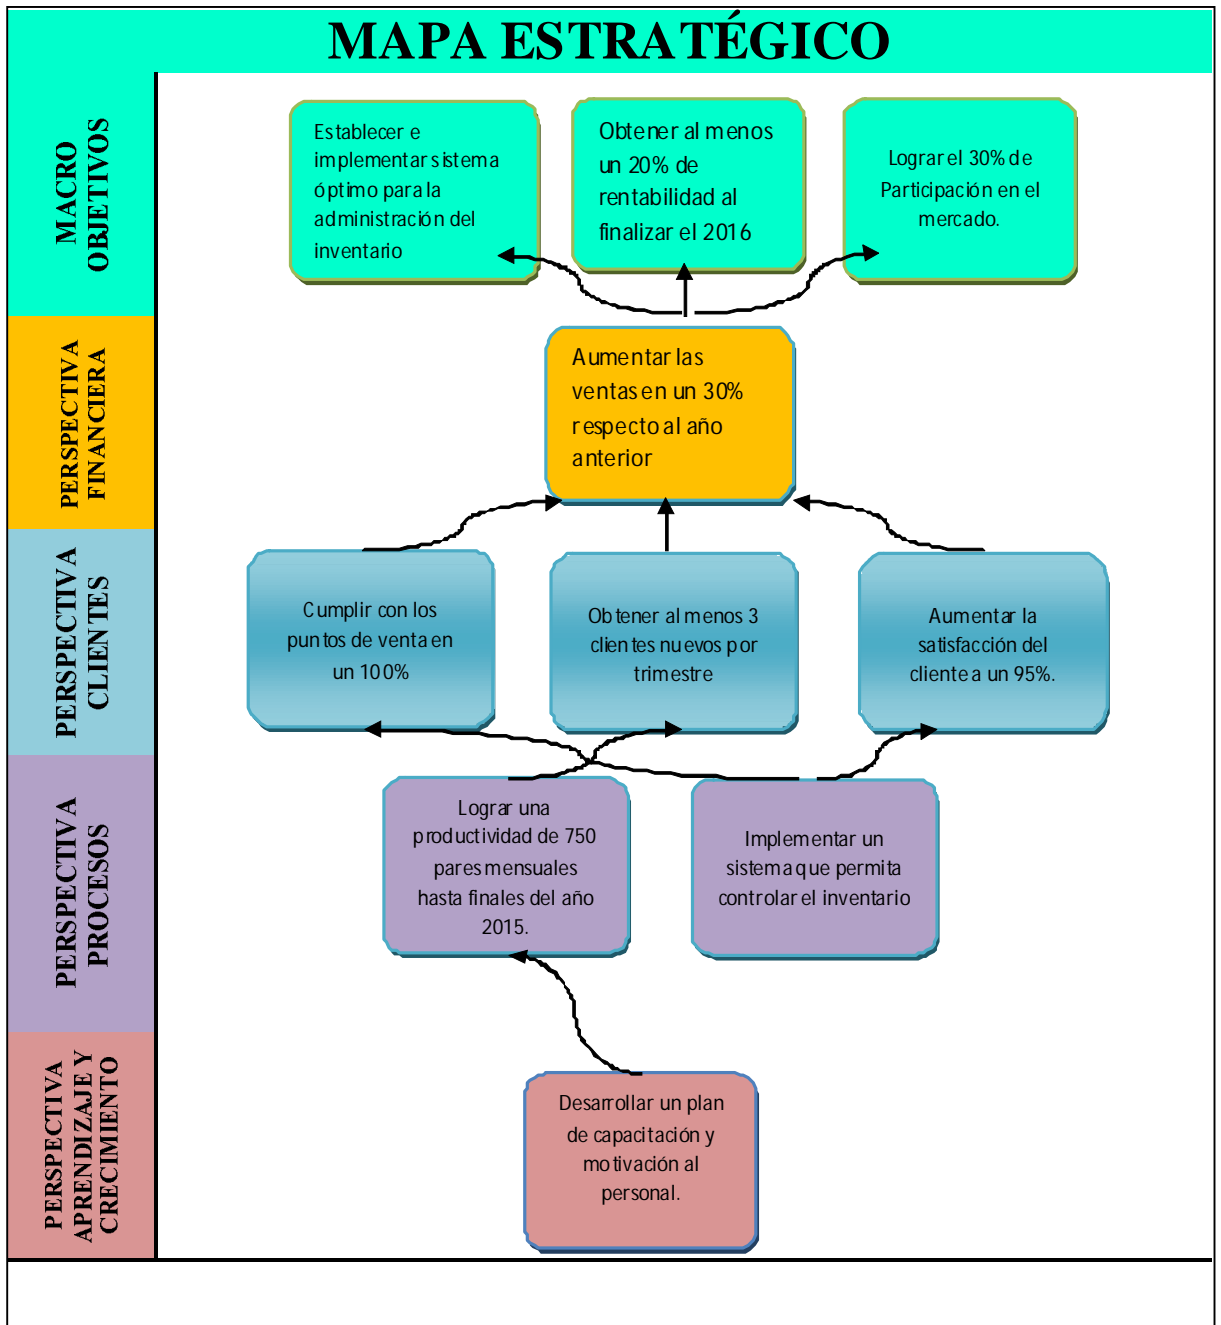 MAPA ESTRATÉGICO
MACRO
OBJETIVOS
Establecer e
implementar sistema
óptimo para la
administración del
inventario
Obtener al menos
un 20% de
rentabilidad al
finalizar el 2016
Lograr el 30% de
Participación en el
mercado.
PERSPECTIVA
FINANCIERA
Aumentar las
ventas en un 30%
respecto al año
anterior
PERSPECTIVA
CLIENTES
Cumplir con los
puntos de venta en
un 100%
Obtener al menos 3
clientes nuevos por
trimestre
Aumentar la
satisfacción del
cliente a un 95%.
PERSPECTIVA
PROCESOS
Lograr una
productividad de 750
pares mensuales
hasta finales del año
2015.
Implementar un
sistema que permita
controlar el inventario
PERSPECTIVA
APRENDIZAJE Y
CRECIMIENTO
Desarrollar un plan
de capacitación y
motivación al
personal.